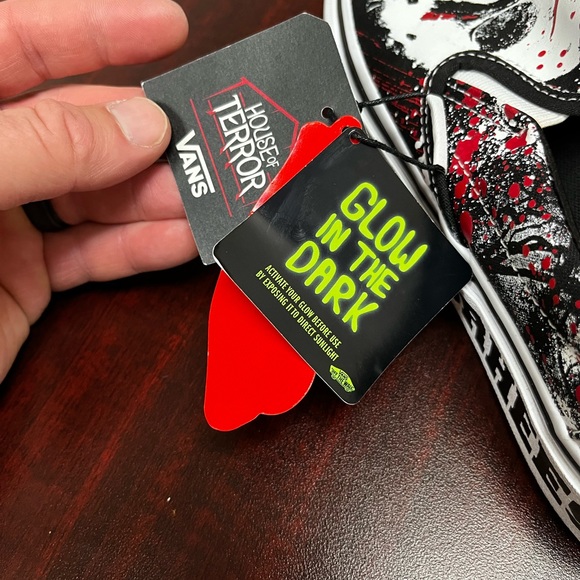 HOUSE OF
TERROR
VANS
GLOW
IN THE
DARK
ACTIVATE YOUR GLOW BEFORE USE
BY EXPOSING IT TO DIRECT SUNLIGHT